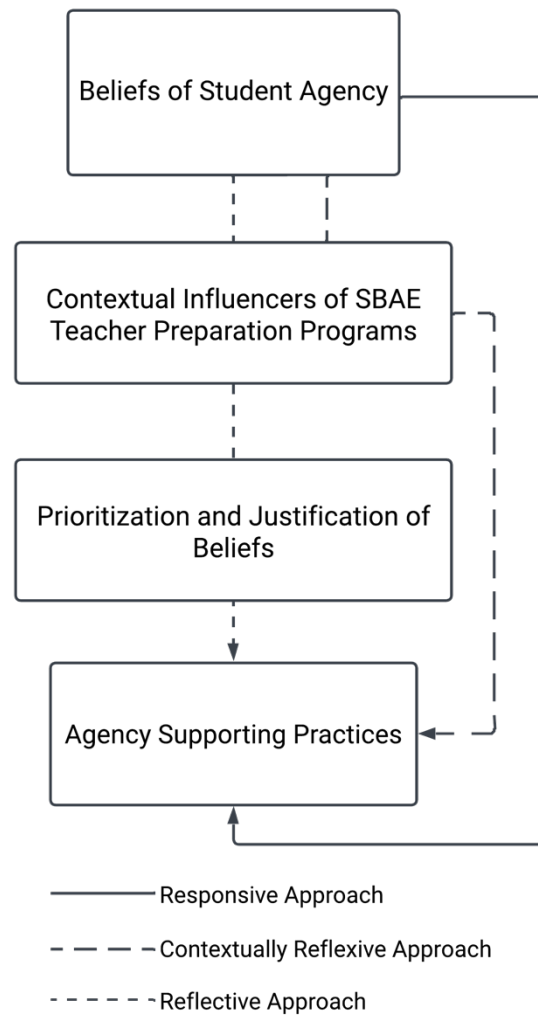 Beliefs of Student Agency
Contextual Influencers of SBAE
Teacher Preparation Programs
Prioritization and Justification of
Beliefs
Agency Supporting Practices
Responsive Approach
Contextually Reflexive Approach
Reflective Approach